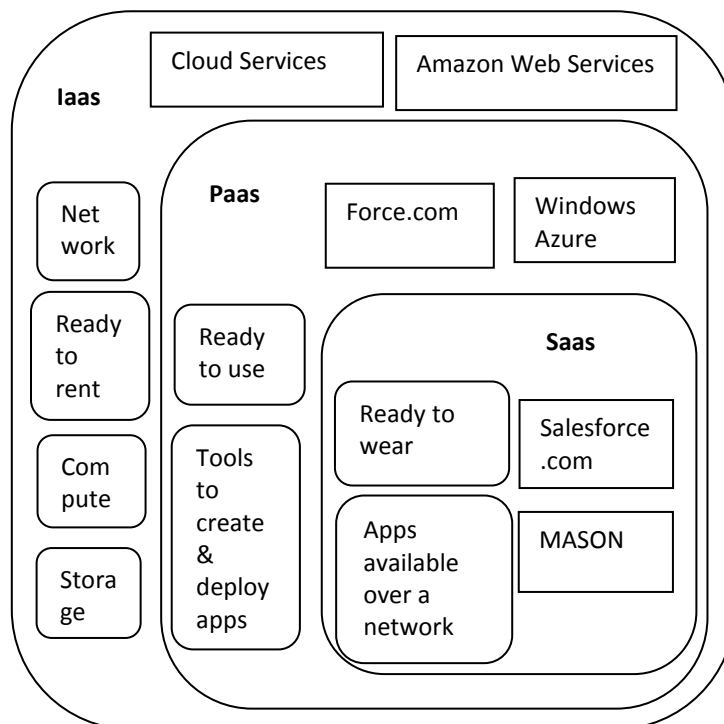 Cloud Services
Amazon Web Services
Iaas
Paas
Force.com
Windows
Azure
Net
work
Ready
to
rent
Com
pute
Stora
ge
Ready
to use
Tools
to
create
&
deploy
apps
Saas
Ready to
wear
Salesforce
.com
Apps
available
over a
network
MASON